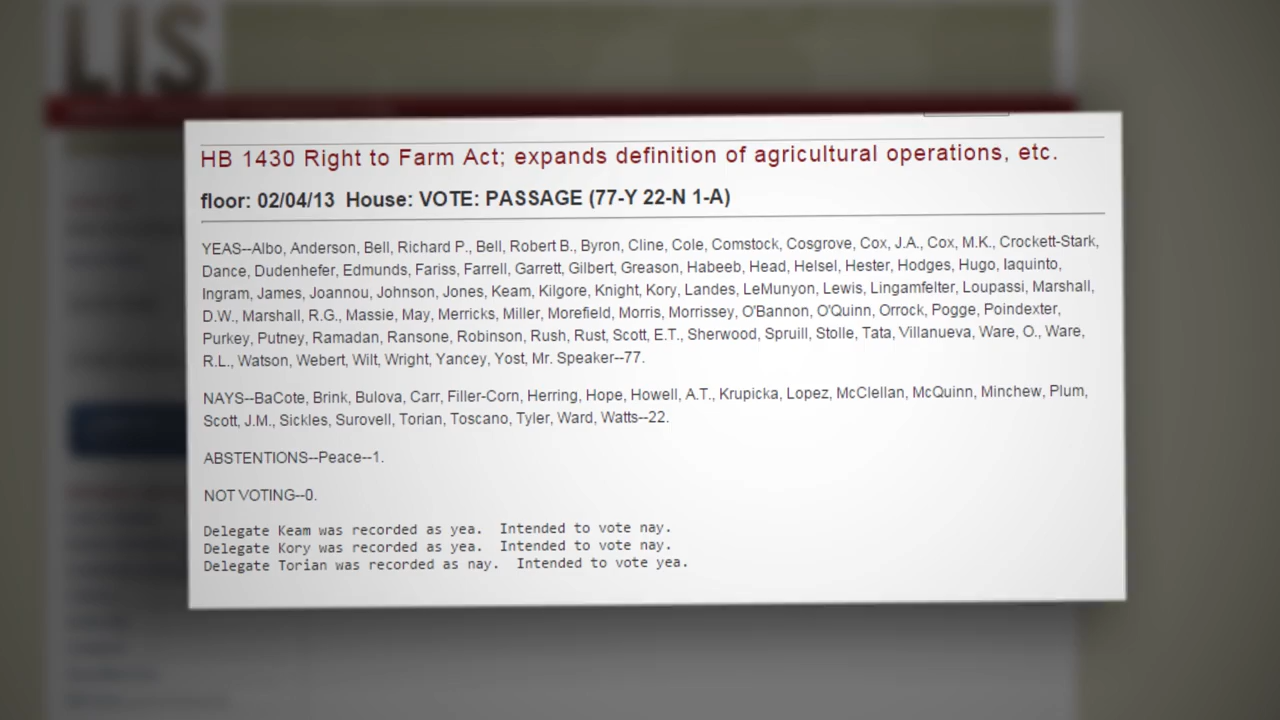 LIS
HB 1430 Right to Farm Act; expands definition of agricultural operations, etc.
floor: 02/04/13 House: VOTE: PASSAGE (77-Y 22-N 1-A)
YEAS--Albo, Anderson, Bell, Richard P., Bell, Robert B., Byron, Cline, Cole, Comstock, Cosgrove, Cox, J.A., Cox, M.K., Crockett-Stark,
Dance, Dudenhefer, Edmunds, Fariss, Farrell, Garrett, Gilbert, Greason, Habeeb, Head, Helsel, Hester, Hodges, Hugo, Iaquinto,
Ingram, James, Joannou, Johnson, Jones, Keam, Kilgore, Knight, Kory, Landes, LeMunyon, Lewis, Lingamfelter, Loupassi, Marshall,
D.W., Marshall, R.G., Massie, May, Merricks, Miller, Morefield, Morris, Morrissey, O'Bannon, O'Quinn, Orrock, Pogge, Poindexter,
Purkey, Putney, Ramadan, Ransone, Robinson, Rush, Rust, Scott, E.T., Sherwood, Spruill, Stolle, Tata, Villanueva, Ware, O., Ware,
R.L., Watson, Webert, Wilt, Wright, Yancey, Yost, Mr. Speaker--77.
NAYS--BaCote, Brink, Bulova, Carr, Filler-Corn, Herring, Hope, Howell, A.T., Krupicka, Lopez, McClellan, McQuinn, Minchew, Plum,
Scott, J.M., Sickles, Surovell, Torian, Toscano, Tyler, Ward, Watts--22.
ABSTENTIONS--Peace--1.
NOT VOTING--0.
Delegate Keam was recorded as yea. Intended to vote nay.
Delegate Kory was recorded as yea. Intended to vote nay.
Delegate Torian was recorded as nay. Intended to vote yea.